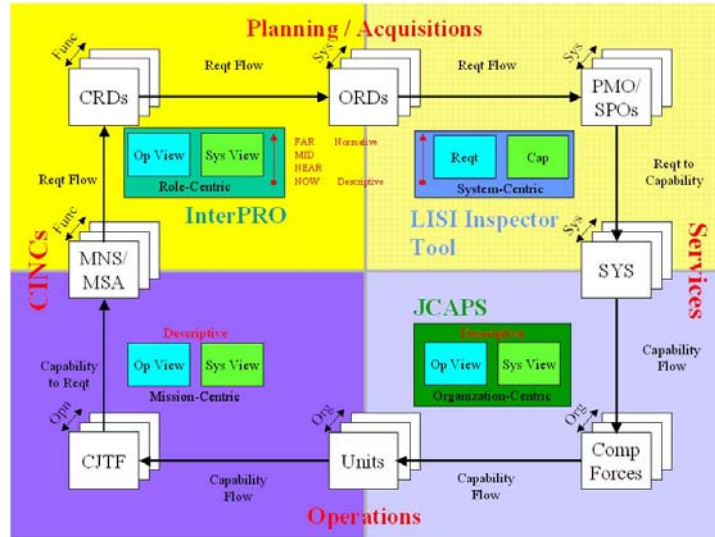 Planning / Acquisitions
Func
CRDs
Reqt Flow
Sys
ORDs
Reqt Flow
Sys
PMO/
SPOs
Op View
Sys View
Role-Centric
FAR Normative
MID
NEAR
NOW Descriptive
Reqt
Cap
System-Centric
Reqt Flow
InterPRO
LISI Inspector
Tool
Reqt to
Capability
CINCs
Services
Func
MNS/
MSA
Sys
SYS
JCAPS
Descriptive
Op View
Sys View
Mission-Centric
Descriptive
Op View
Sys View
Organization-Centric
Capability
to Reqt
Capability
Flow
Opn
CJTF
Org
Units
Org
Comp
Forces
Capability
Flow
Capability
Flow
Operations